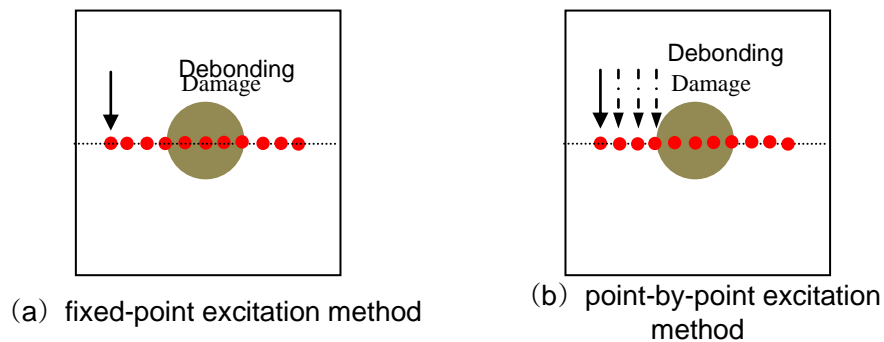 Debonding
Damage
Debonding
Damage
（a）fixed-point excitation method
（b）point-by-point excitation
method